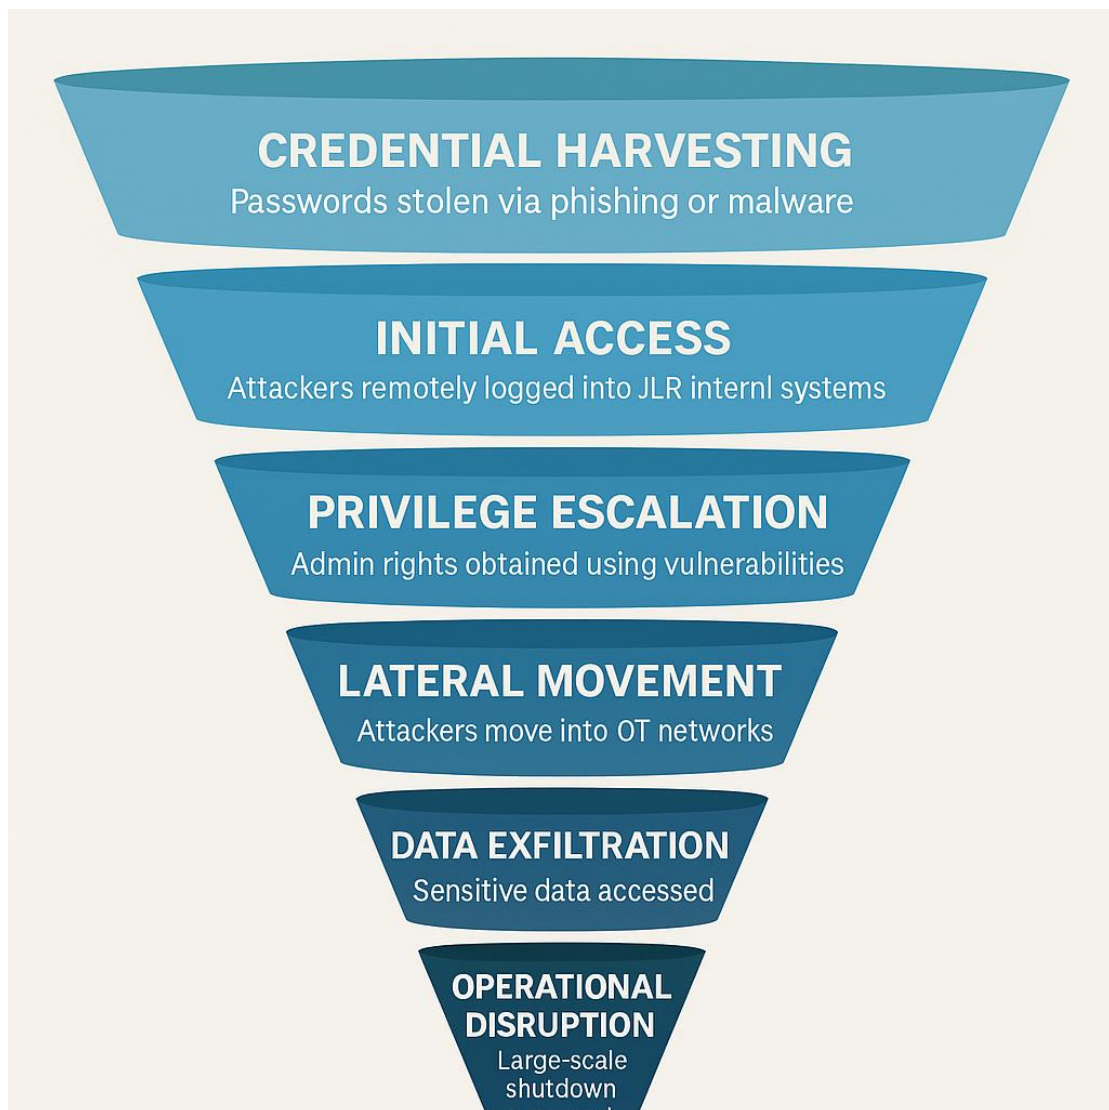 CREDENTIAL HARVESTING
Passwords stolen via phishing or malware
INITIAL ACCESS
Attackers remotely logged into JLR internl systems
PRIVILEGE ESCALATION
Admin rights obtained using vulnerabilities
LATERAL MOVEMENT
Attackers move into OT networks
DATA EXFILTRATION
Sensitive data accessed
OPERATIONAL
DISRUPTION
Large-scale
shutdown